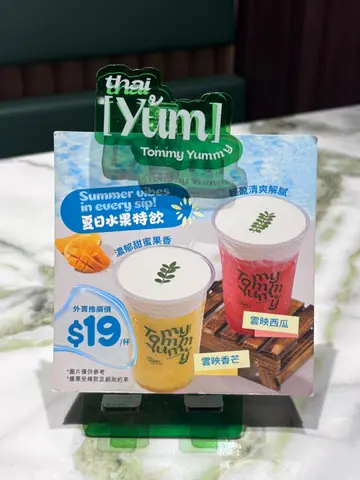 thai
[Yum]
Tommy Yummy
Summer vibes
in every sip!
夏日水果特飲
輕盈清爽解膩
濃郁甜蜜果香
Tommy
Yummy
雲映西瓜
外賣推廣價
$19/杯
Tommy
Yummy
雲映香芒
*圖片僅供參考
*優惠受條款及細則約束